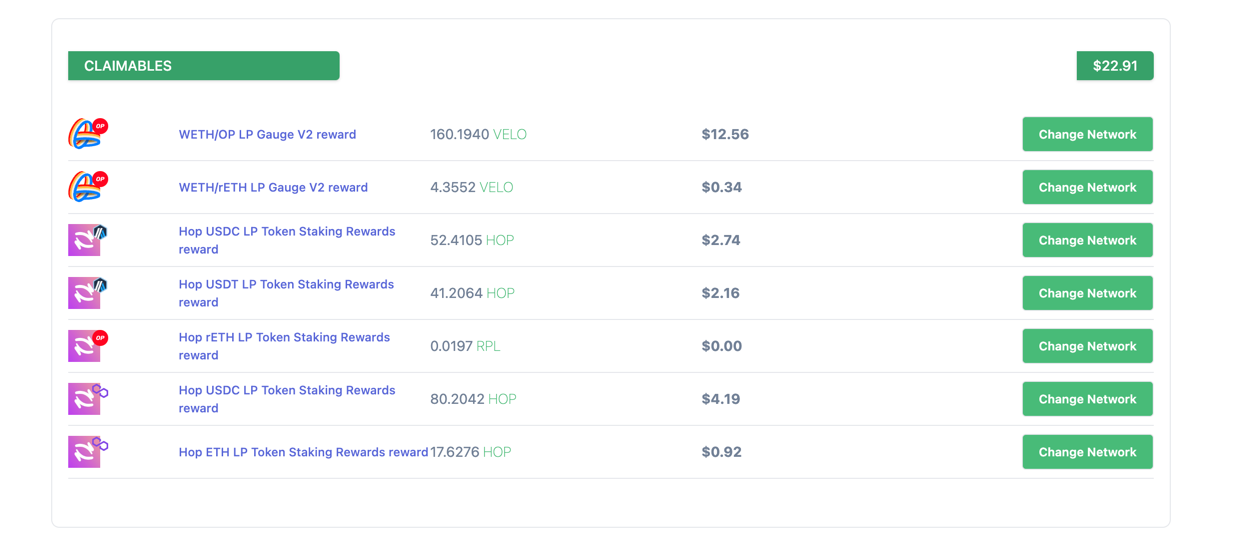 CLAIMABLES $22.91
OP
WETH/OP LP Gauge V2 reward 160.1940 VELO $12.56 Change Network
OP
WETH/rETH LP Gauge V2 reward 4.3552 VELO $0.34 Change Network
Hop USDC LP Token Staking Rewards
reward 52.4105 HOP $2.74 Change Network
Hop USDT LP Token Staking Rewards
reward 41.2064 HOP $2.16 Change Network
OP
Hop rETH LP Token Staking Rewards
reward 0.0197 RPL $0.00 Change Network
Hop USDC LP Token Staking Rewards
reward 80.2042 HOP $4.19 Change Network
Hop ETH LP Token Staking Rewards reward 17.6276 HOP $0.92 Change Network